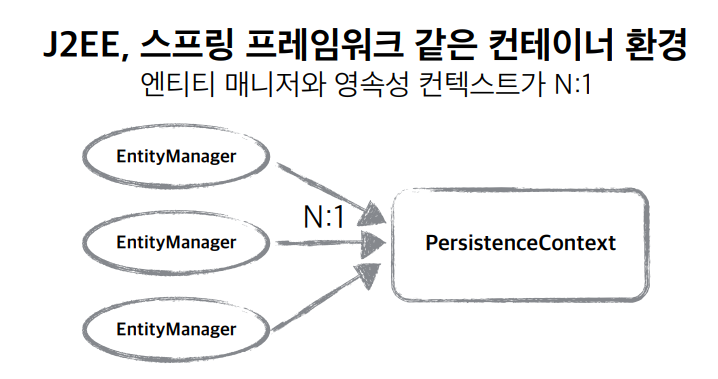 J2EE, 스프링 프레임워크 같은 컨테이너 환경
엔티티 매니저와 영속성 컨텍스트가 N:1
EntityManager
N:1
EntityManager
PersistenceContext
EntityManager